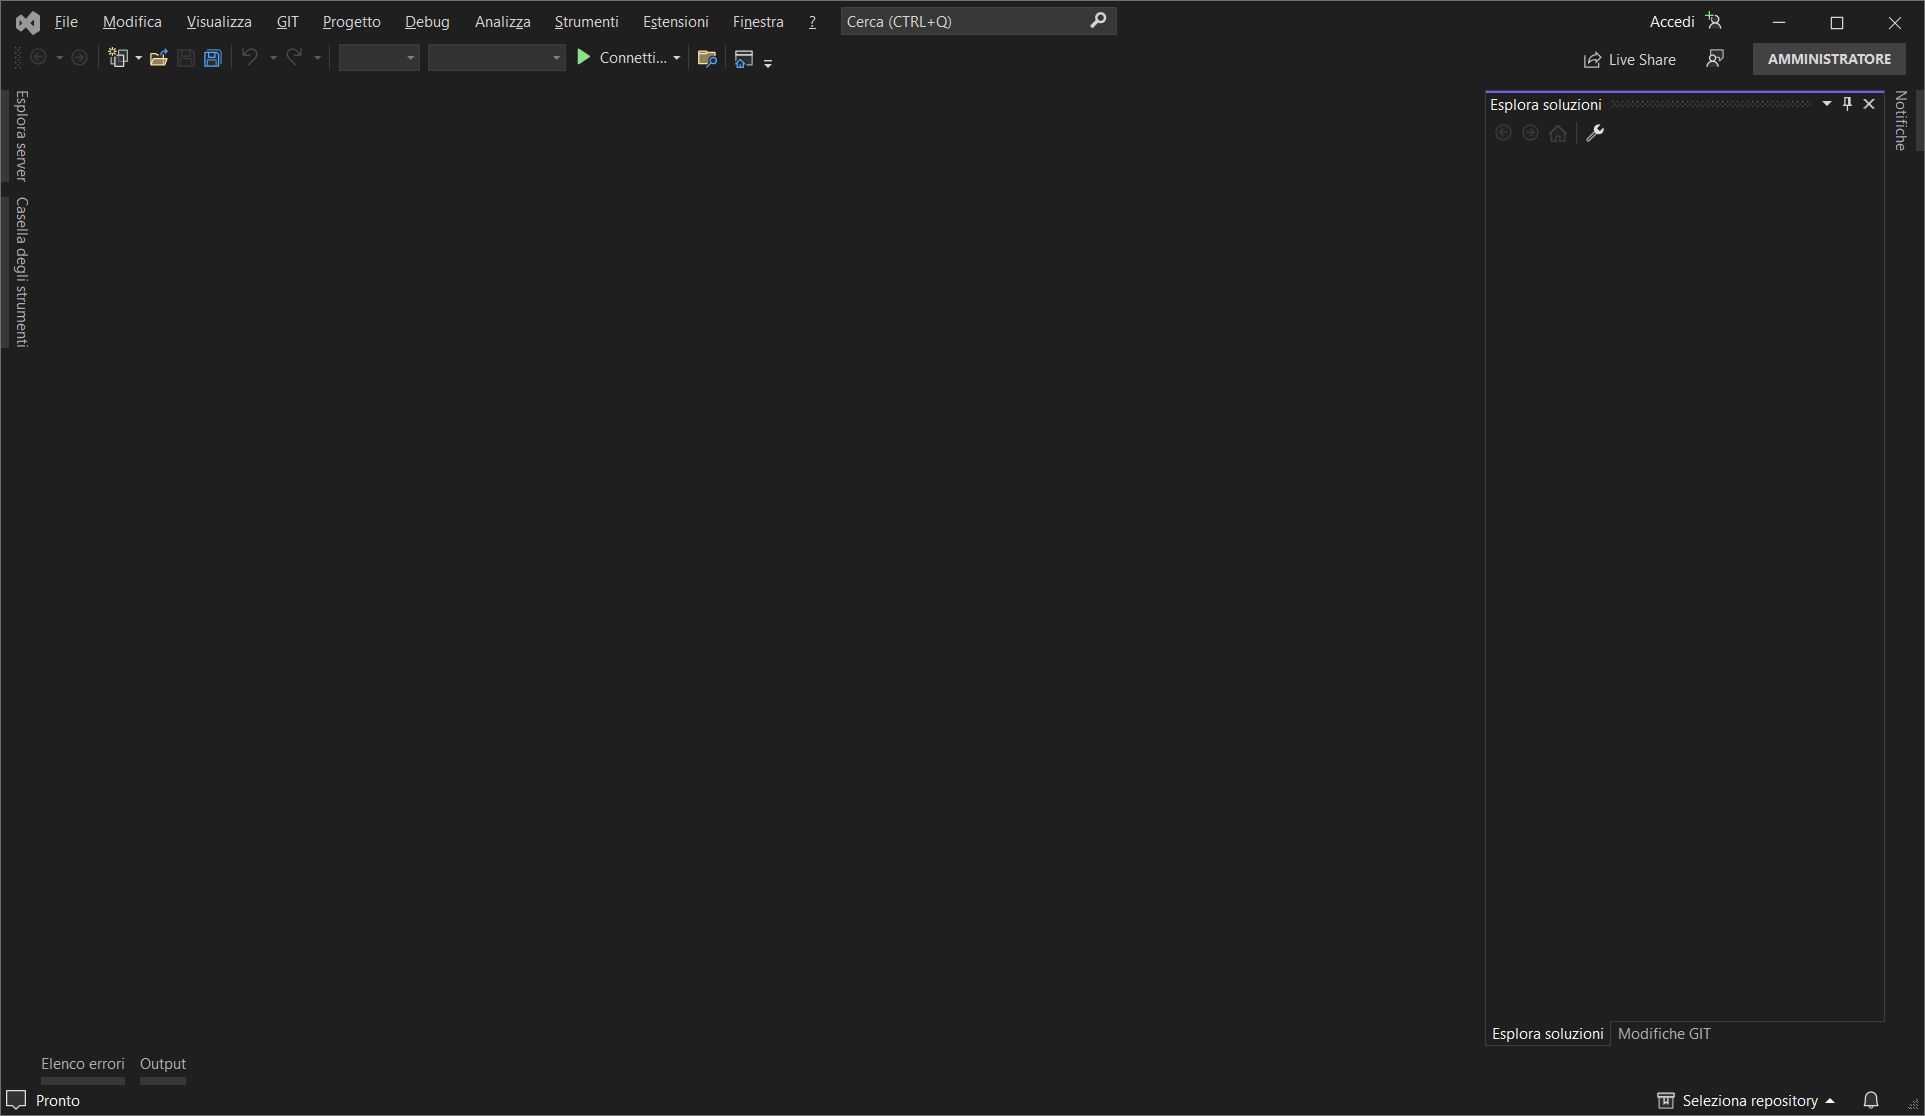 File Modifica Visualizza GIT Progetto Debug Analizza Strumenti Estensioni Finestra ? Cerca (CTRL+Q) Accedi
Connetti... Live Share AMMINISTRATORE
Esplora server
Casella degli strumenti
Esplora soluzioni
Notifiche
Esplora soluzioni Modifiche GIT
Elenco errori Output
Pronto Seleziona repository